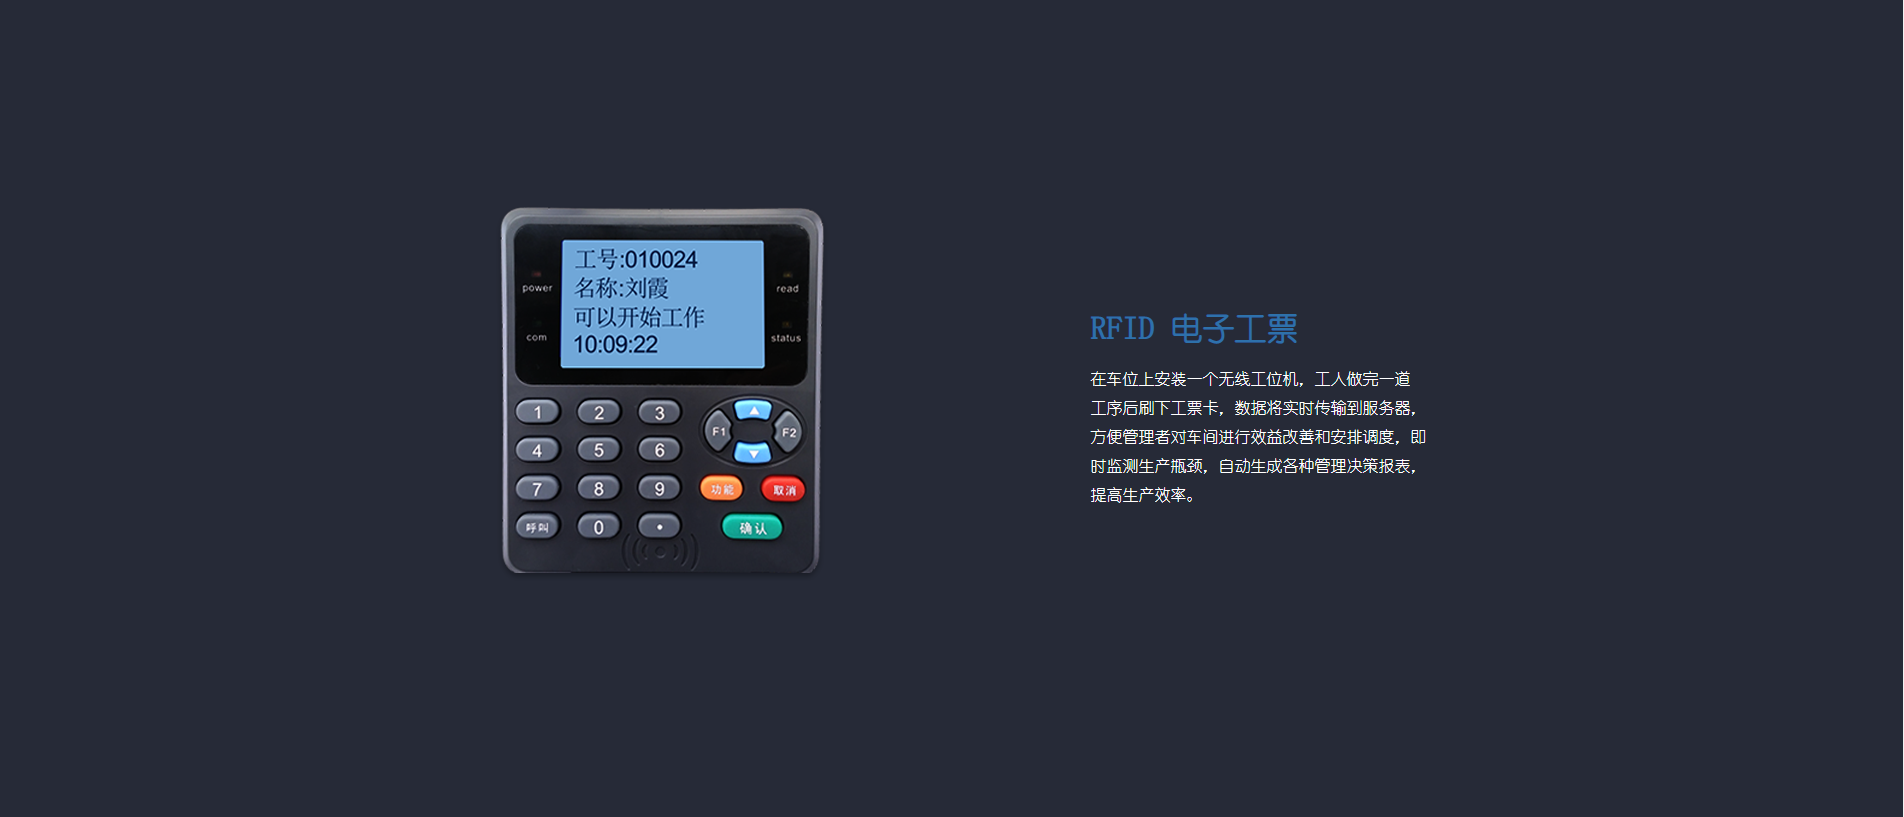 工号:010024
名称:刘霞
可以开始工作
10:09:22
power
read
com
status
1 2 3
F1 F2
4 5 6
7 8 9 功能 取消
呼叫 0 · 确认
RFID 电子工票
在车位上安装一个无线工位机，工人做完一道
工序后刷下工票卡，数据将实时传输到服务器，
方便管理者对车间进行效益改善和安排调度，即
时监测生产瓶颈，自动生成各种管理决策报表，
提高生产效率。